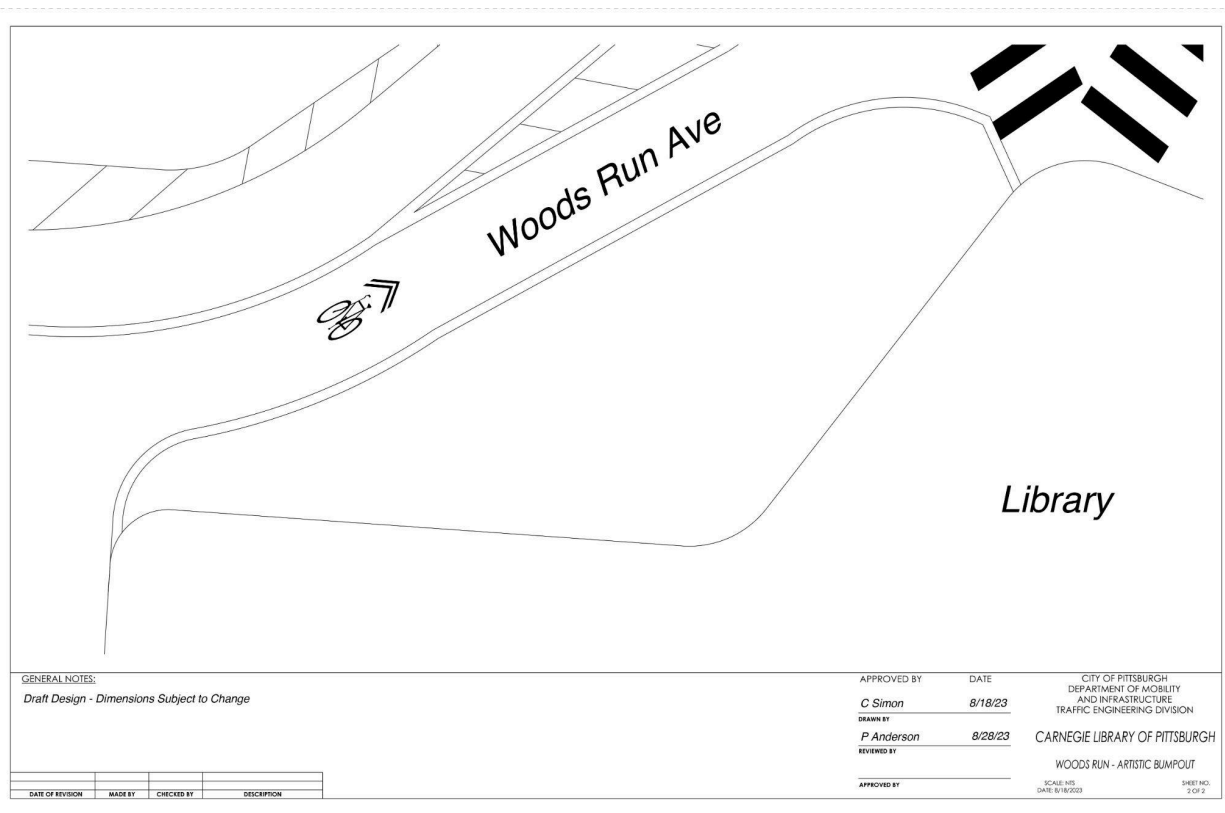 Woods Run Ave
Library
GENERAL NOTES:
Draft Design - Dimensions Subject to Change
DATE OF REVISION MADE BY CHECKED BY DESCRIPTION
APPROVED BY DATE
C Simon 8/18/23
DRAWN BY
P Anderson 8/28/23
REVIEWED BY
APPROVED BY
CITY OF PITTSBURGH
DEPARTMENT OF MOBILITY
AND INFRASTRUCTURE
TRAFFIC ENGINEERING DIVISION
CARNEGIE LIBRARY OF PITTSBURGH
WOODS RUN - ARTISTIC BUMPOUT
SCALE: NTS
DATE: 8/18/2023
SHEET NO.
2 OF 2